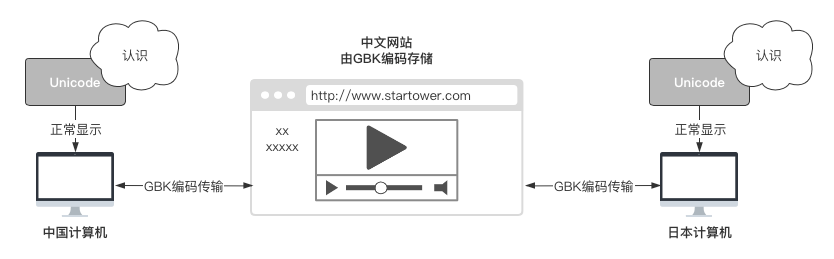 认识
Unicode
正常显示
中国计算机
GBK编码传输
中文网站
由GBK编码存储
http://www.startower.com
xx
xxxxx
GBK编码传输
认识
Unicode
正常显示
日本计算机